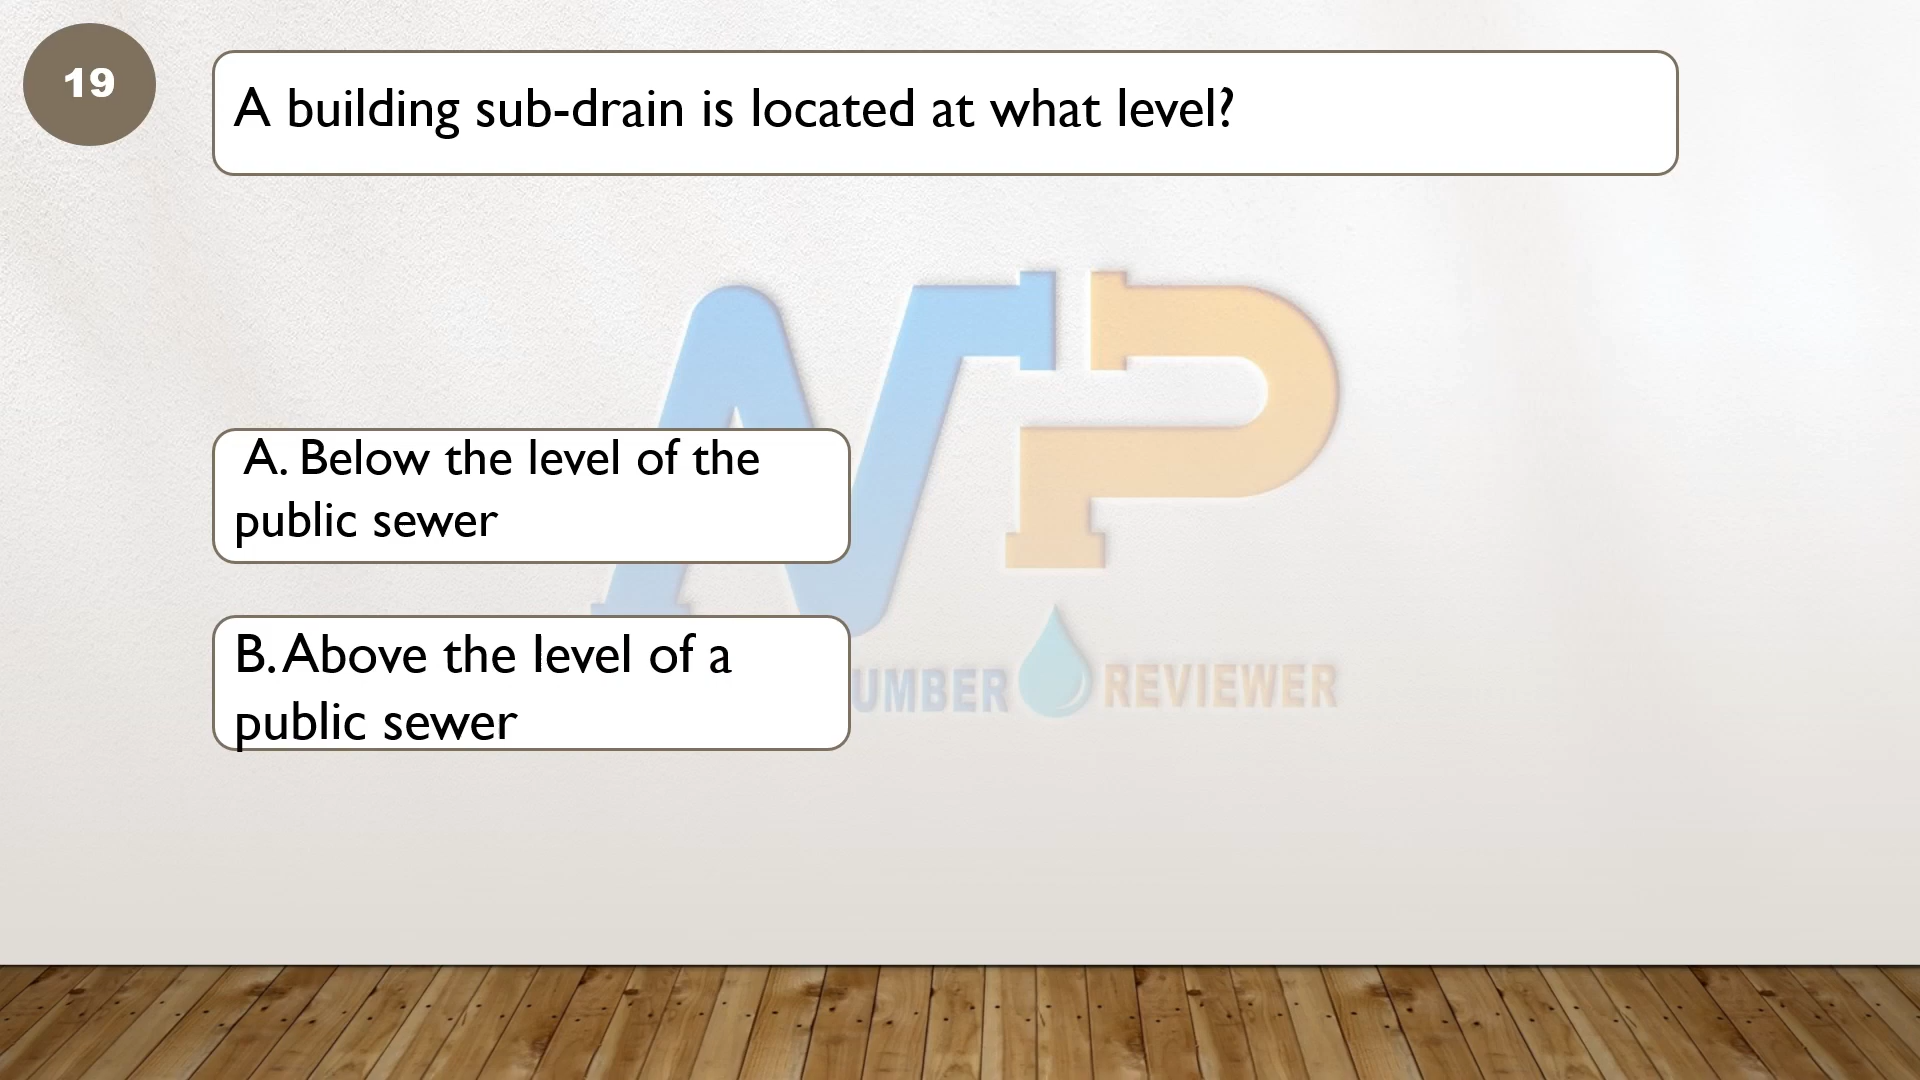 19
A building sub-drain is located at what level?
A. Below the level of the
public sewer
B. Above the level of a
public sewer
UMBER REVIEWER